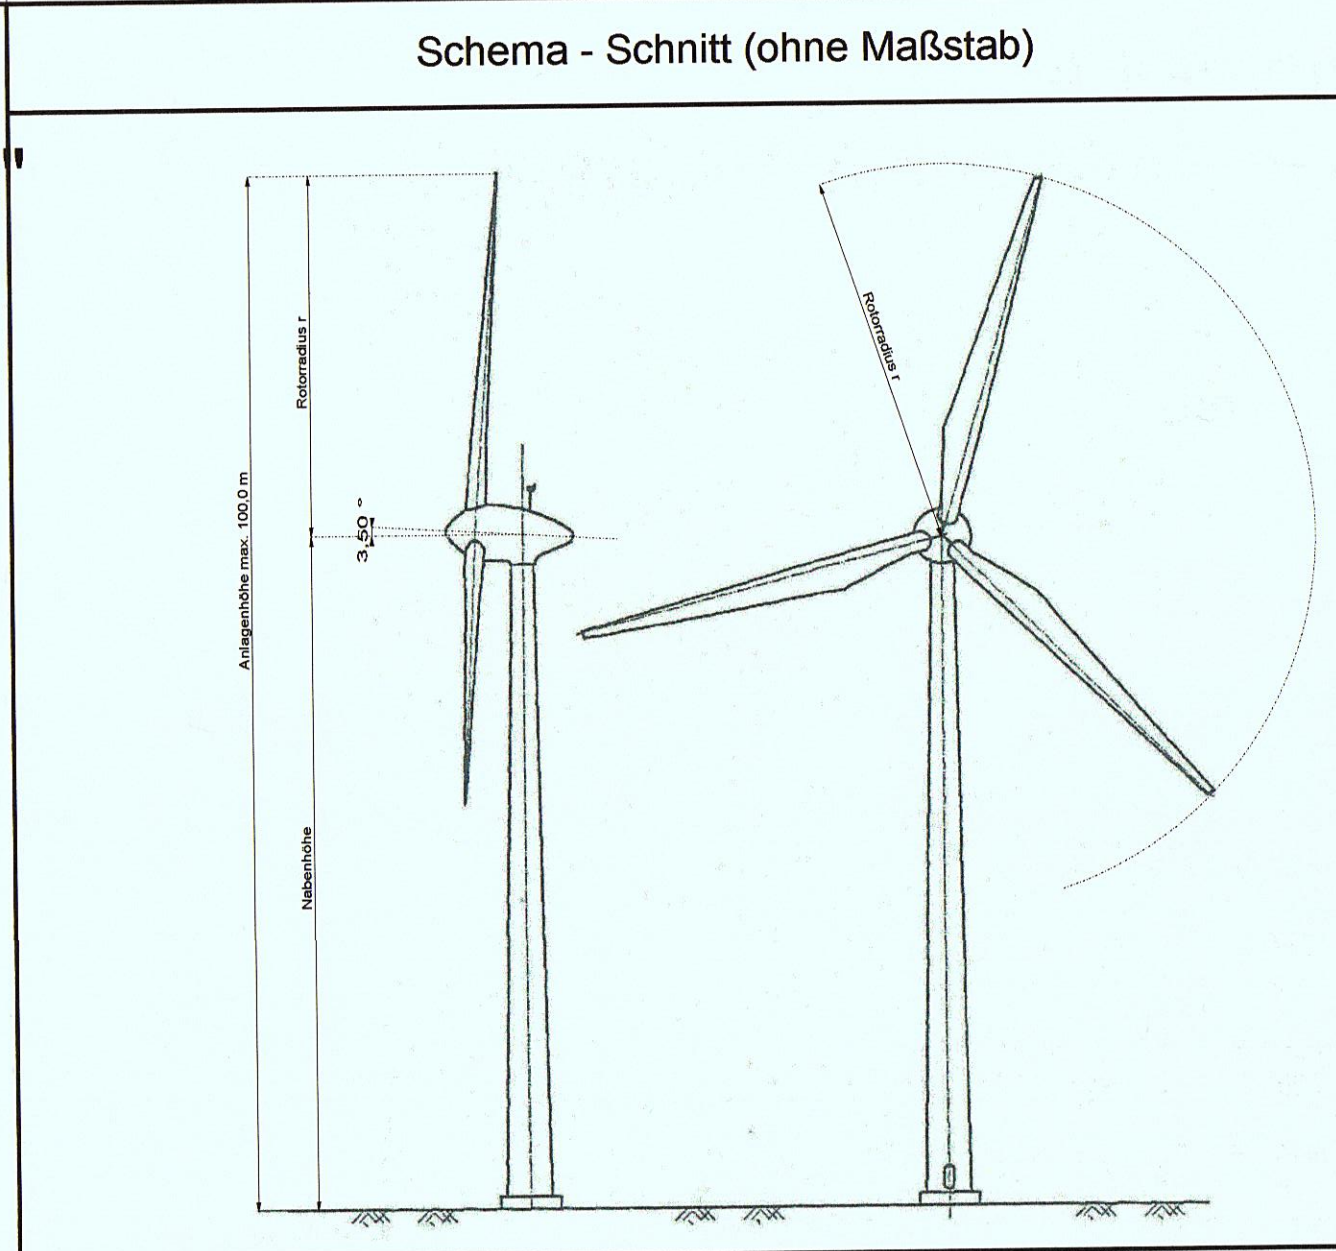 Schema - Schnitt (ohne Maßstab)
Rotorradius r
Rotorradius r
Anlagenhöhe max. 100,0 m
3,50 °
Nabenhöhe